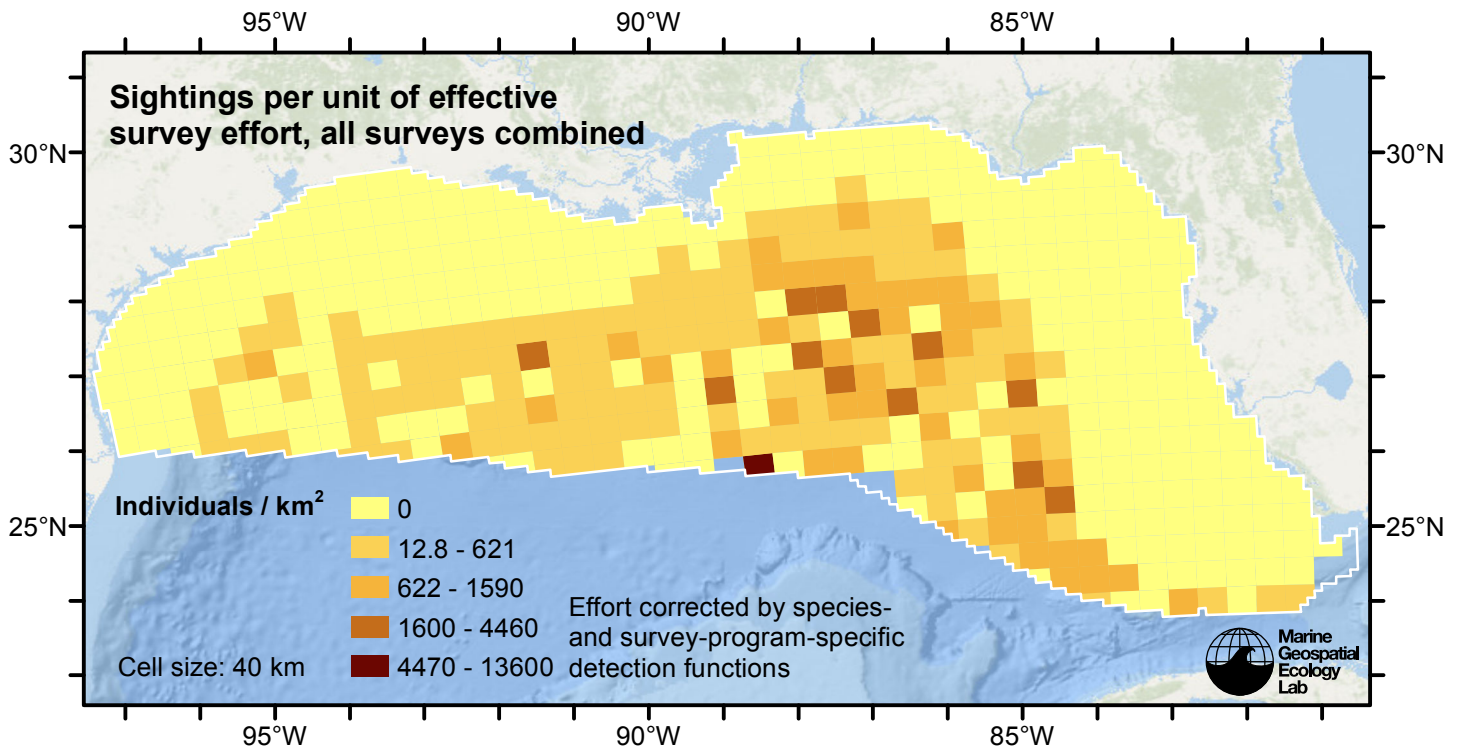 95°W 90°W 85°W
Sightings per unit of effective
survey effort, all surveys combined
30°N 30°N
Individuals / km2
0
12.8 - 621
622 - 1590
1600 - 4460
4470 - 13600
25°N 25°N
Effort corrected by species-
and survey-program-specific
detection functions
Cell size: 40 km
Marine
Geospatial
Ecology
Lab
95°W 90°W 85°W